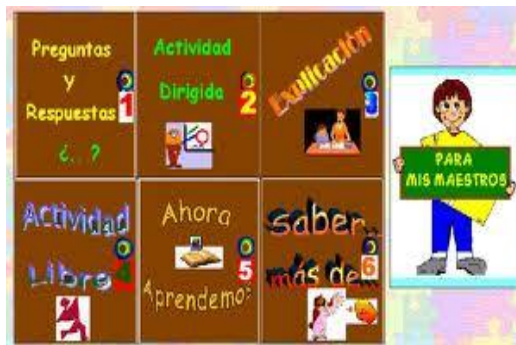 Preguntas
y
Respuestas
1
¿...?
Actividad
Dirigida
2
Explicación
3
Actividad
Libre
4
Ahora
5
Aprendemos
saber..
más de...
6
PARA
MIS MAESTROS